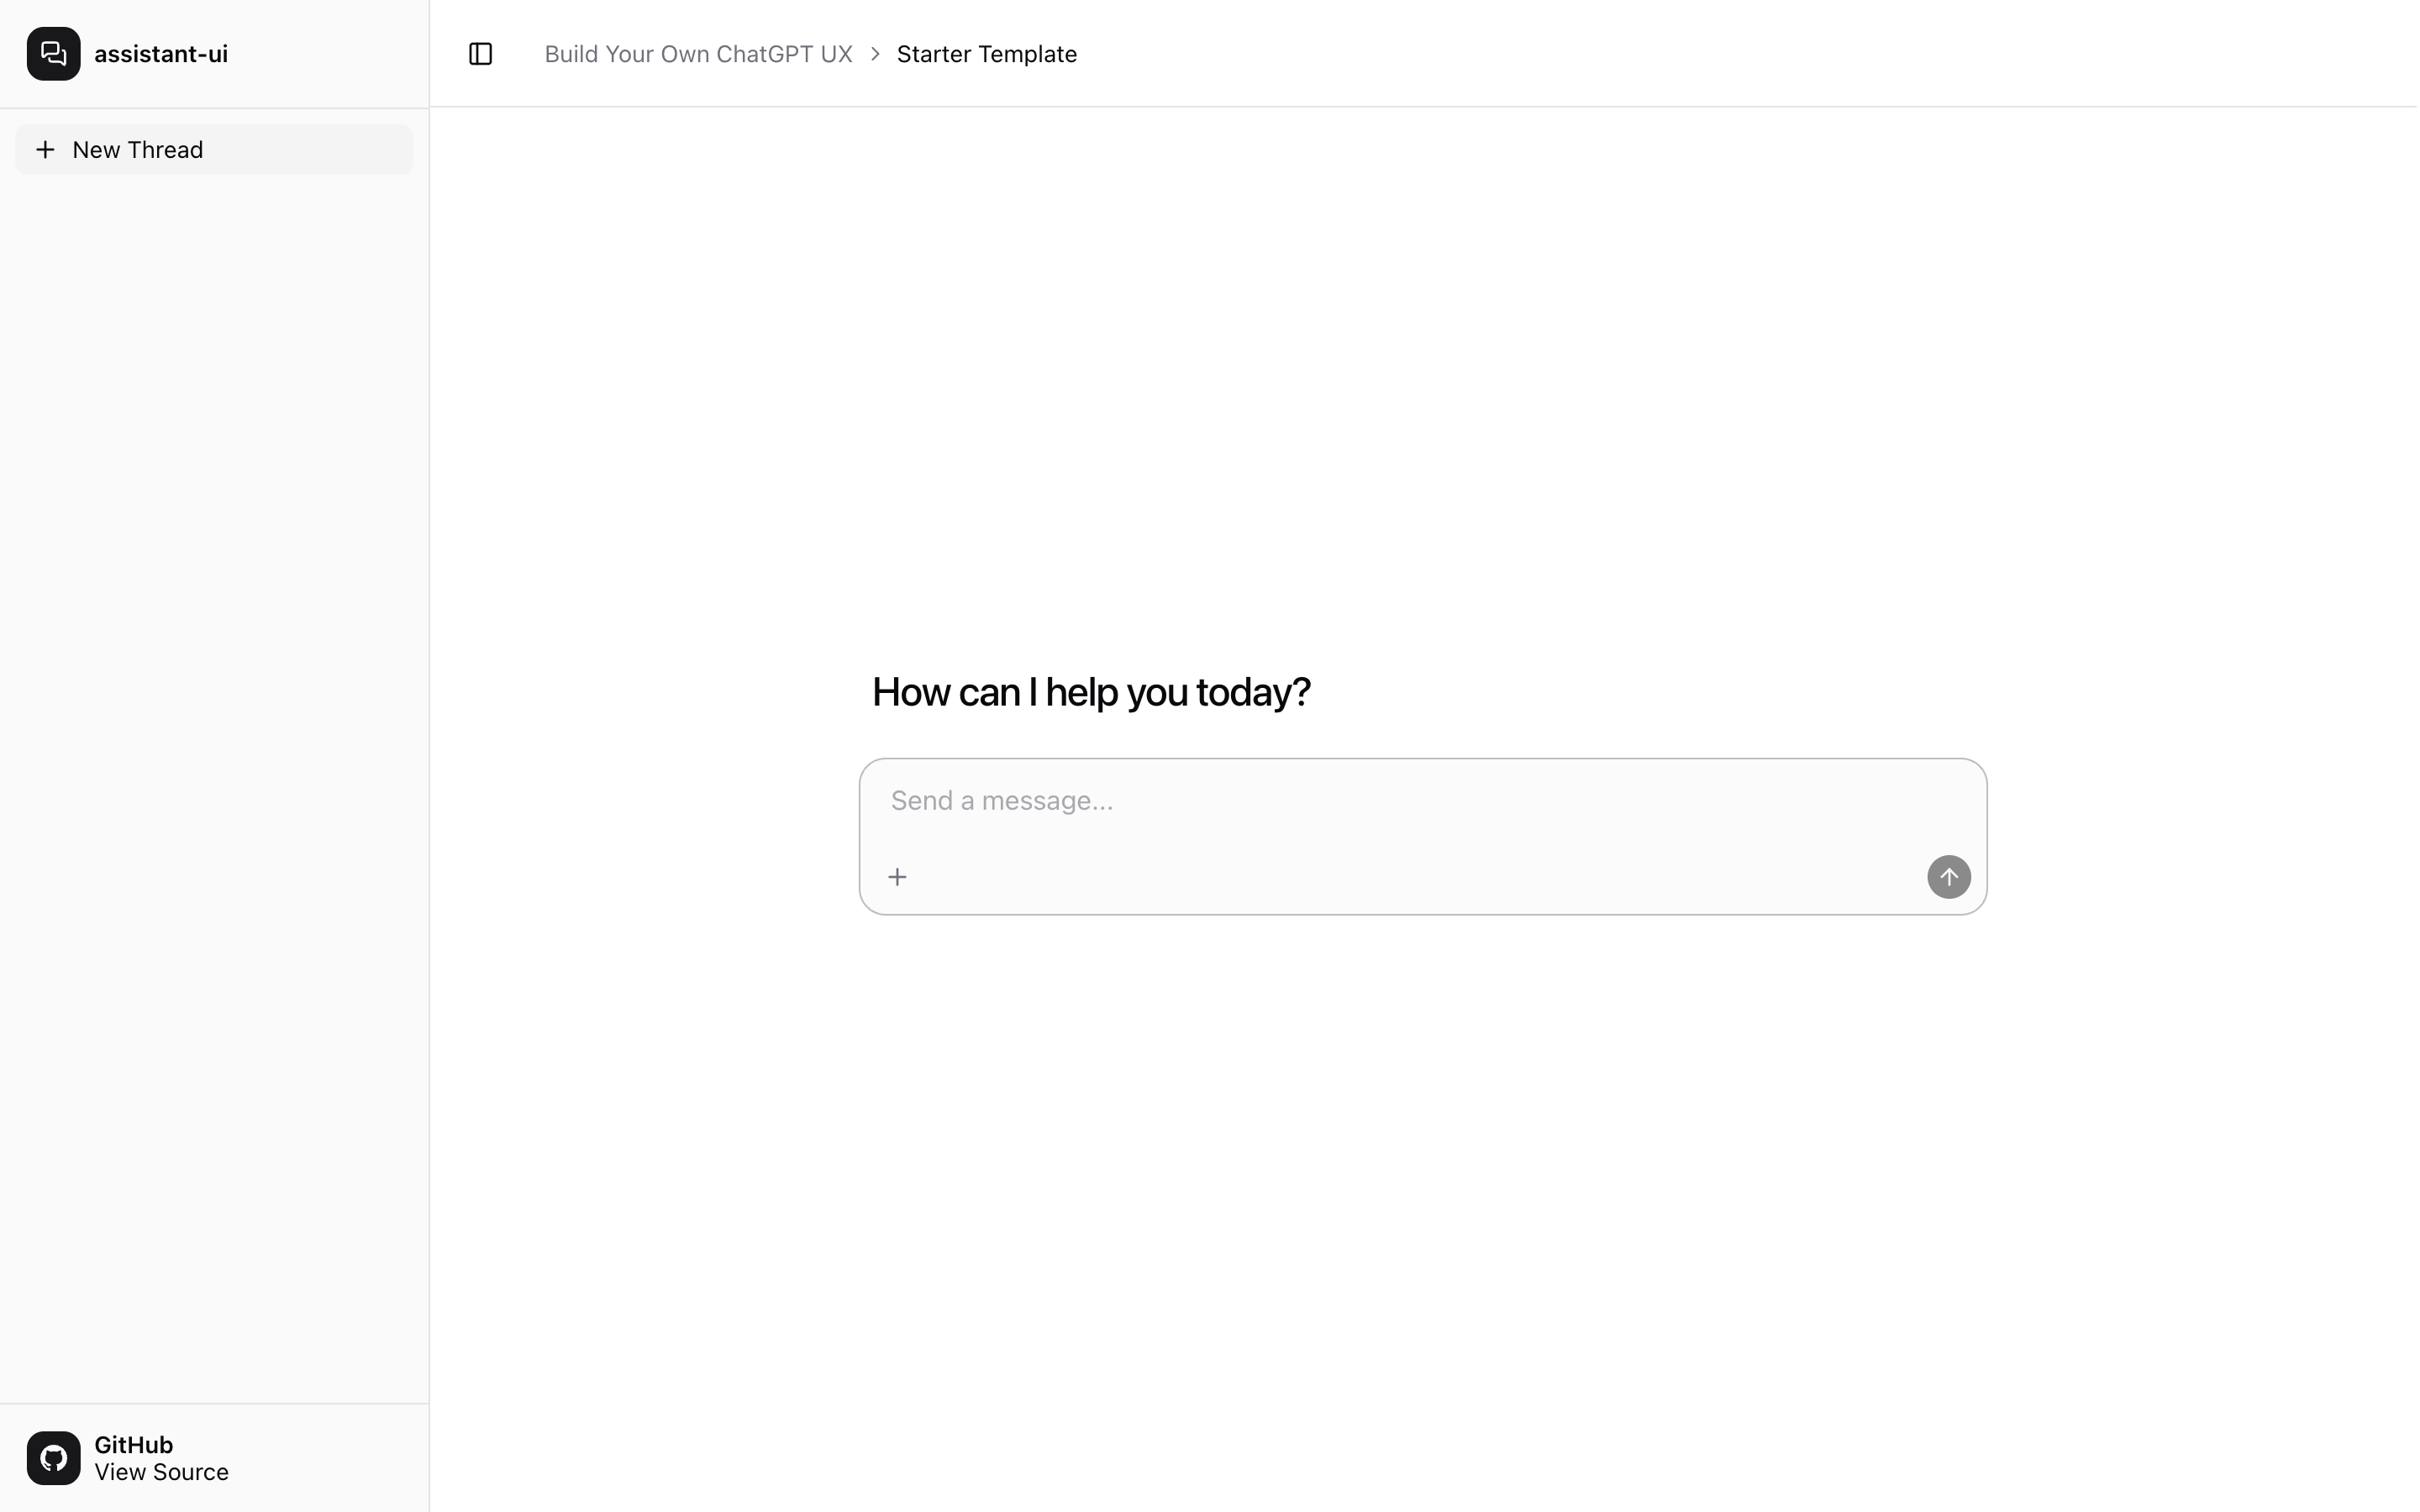 assistant-ui
Build Your Own ChatGPT UX
Starter Template
New Thread
How can I help you today?
Send a message...
GitHub
View Source